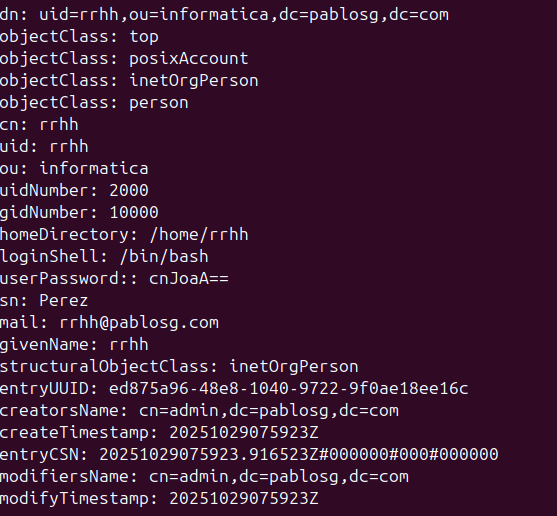 dn: uid=rrhh,ou=informatica,dc=pablosg,dc=com
objectClass: top
objectClass: posixAccount
objectClass: inetOrgPerson
objectClass: person
cn: rrhh
uid: rrhh
ou: informatica
uidNumber: 2000
gidNumber: 10000
homeDirectory: /home/rrhh
loginShell: /bin/bash
userPassword:: cnJoaA==
sn: Perez
mail: rrhh@pablosg.com
givenName: rrhh
structuralObjectClass: inetOrgPerson
entryUUID: ed875a96-48e8-1040-9722-9f0ae18ee16c
creatorsName: cn=admin,dc=pablosg,dc=com
createTimestamp: 20251029075923Z
entryCSN: 20251029075923.916523Z#000000#000#000000
modifiersName: cn=admin,dc=pablosg,dc=com
modifyTimestamp: 20251029075923Z